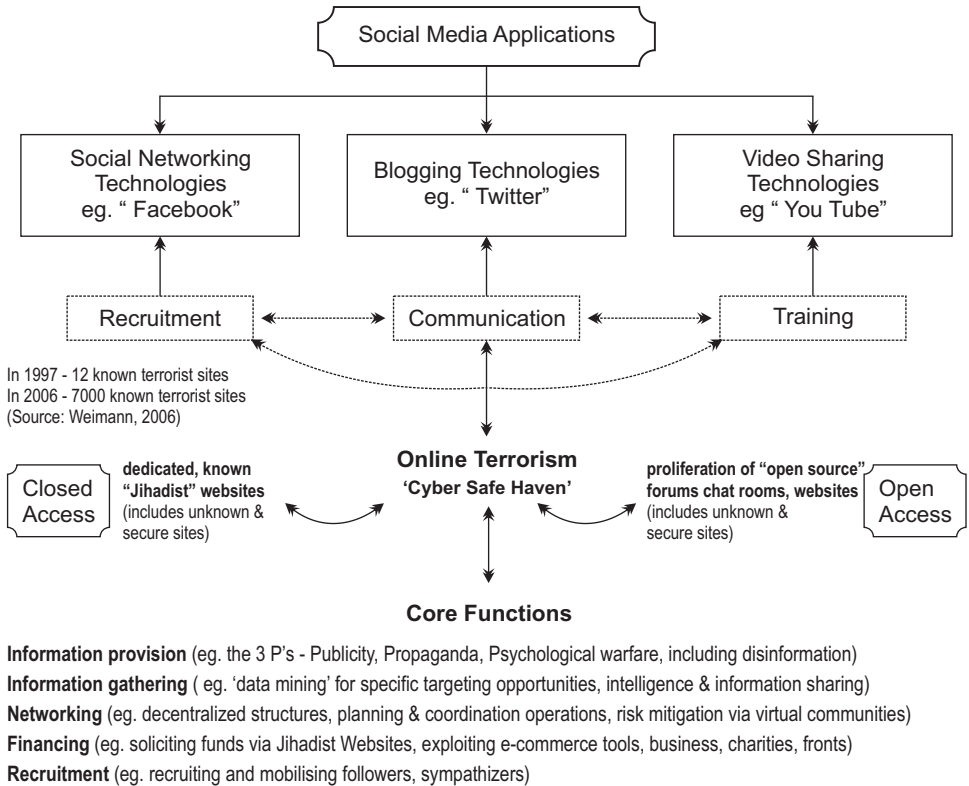 Social Media Applications
Social Networking
Technologies
eg. “ Facebook”
Blogging Technologies
eg. “ Twitter”
Video Sharing
Technologies
eg “ You Tube”
Recruitment
Communication
Training
In 1997 - 12 known terrorist sites
In 2006 - 7000 known terrorist sites
(Source: Weimann, 2006)
Closed
Access
dedicated, known
“Jihadist” websites
(includes unknown &
secure sites)
Online Terrorism
‘Cyber Safe Haven’
proliferation of “open source”
forums chat rooms, websites
(includes unknown &
secure sites)
Open
Access
Core Functions
Information provision (eg. the 3 P’s - Publicity, Propaganda, Psychological warfare, including disinformation)
Information gathering ( eg. ‘data mining’ for specific targeting opportunities, intelligence & information sharing)
Networking (eg. decentralized structures, planning & coordination operations, risk mitigation via virtual communities)
Financing (eg. soliciting funds via Jihadist Websites, exploiting e-commerce tools, business, charities, fronts)
Recruitment (eg. recruiting and mobilising followers, sympathizers)